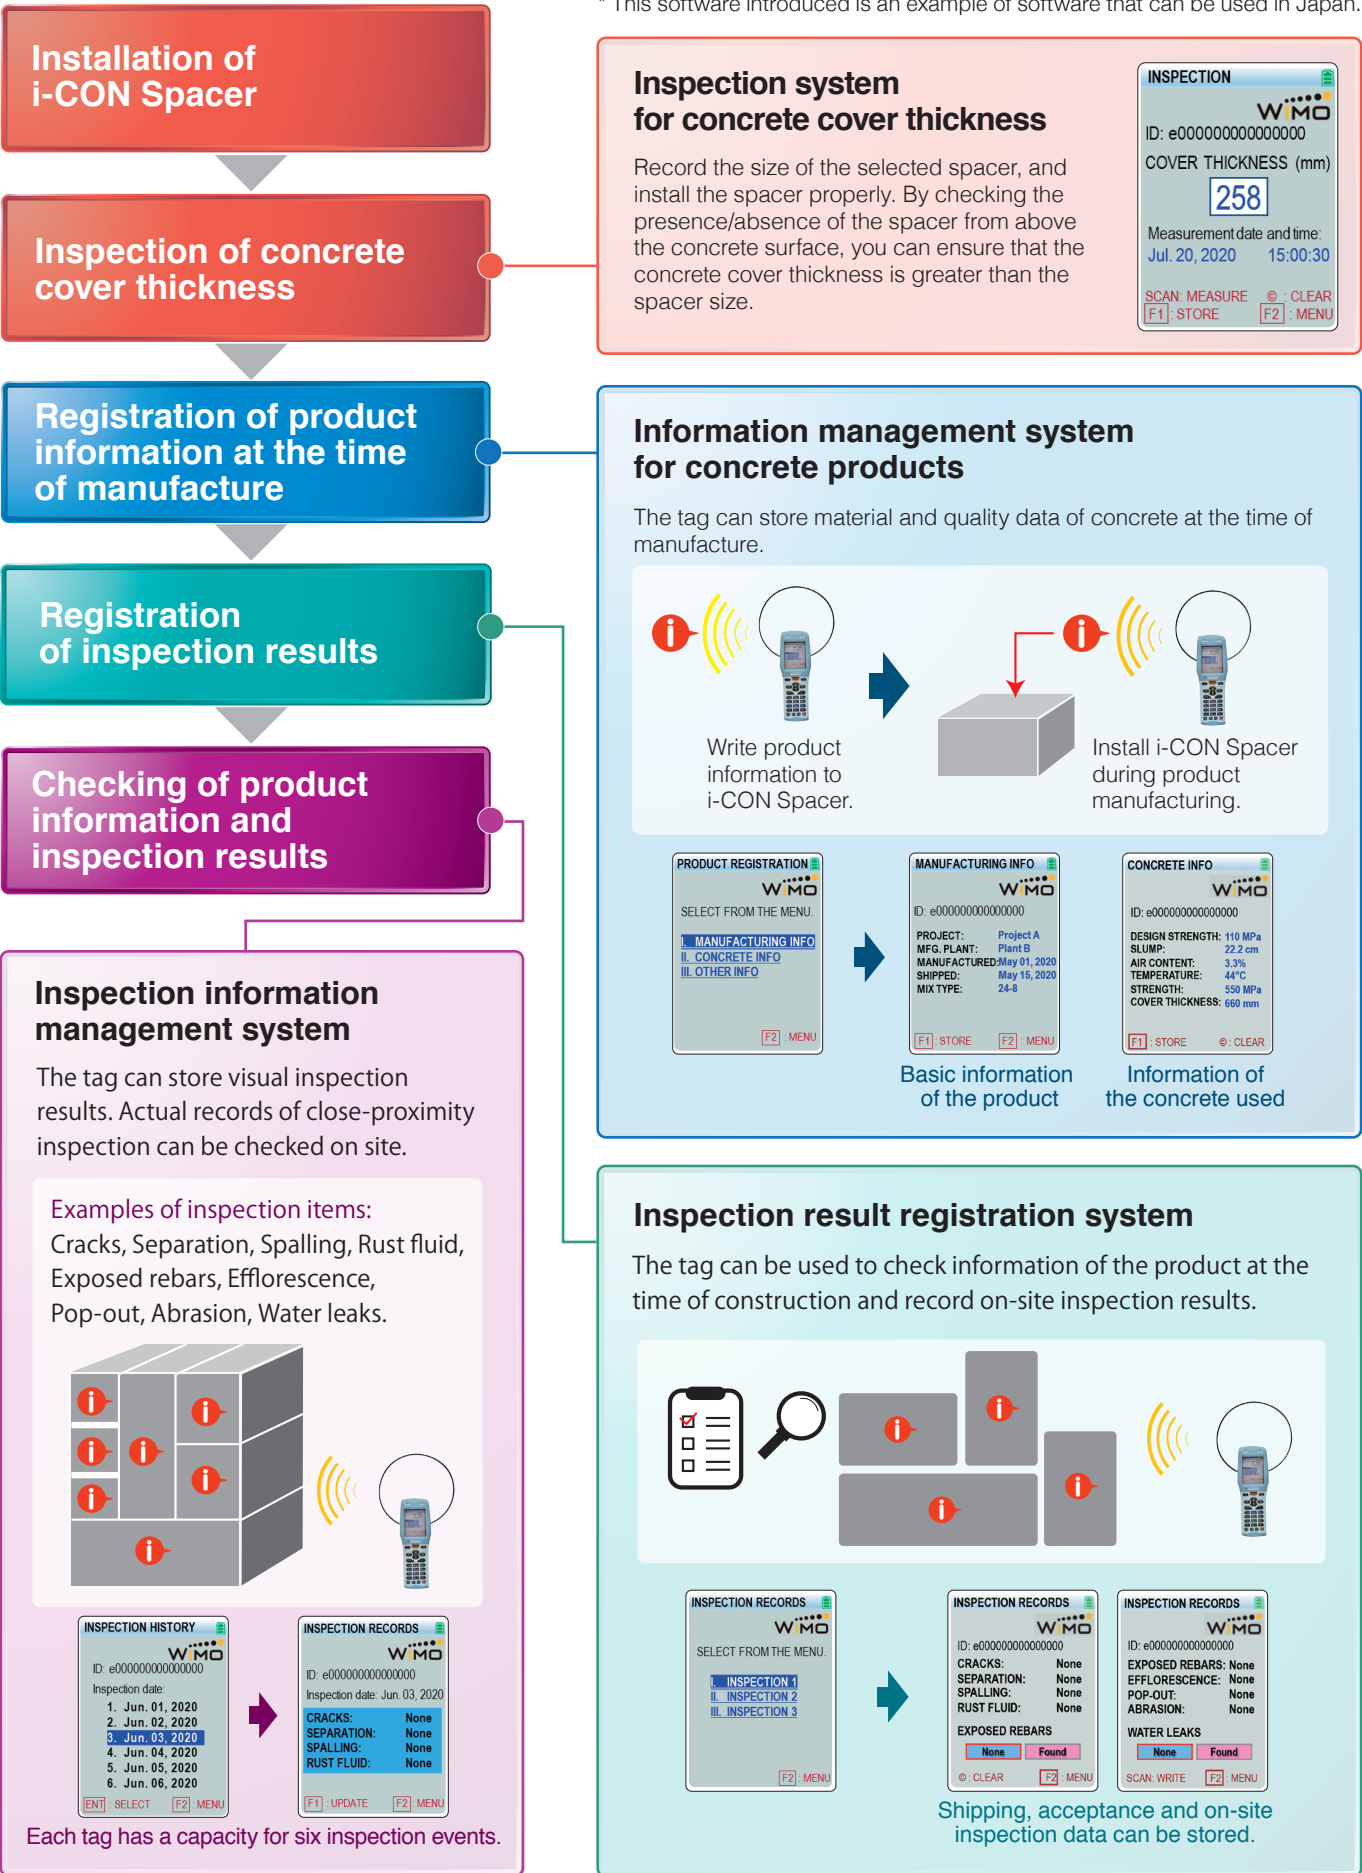 * This software introduced is an example of software that can be used in Japan.
Installation of
i-CON Spacer
Inspection of concrete
cover thickness
Registration of product
information at the time
of manufacture
Registration
of inspection results
Checking of product
information and
inspection results
Inspection system
for concrete cover thickness
Record the size of the selected spacer, and
install the spacer properly. By checking the
presence/absence of the spacer from above
the concrete surface, you can ensure that the
concrete cover thickness is greater than the
spacer size.
INSPECTION
WiMO
ID: e000000000000000
COVER THICKNESS (mm)
258
Measurement date and time:
Jul. 20, 2020 15:00:30
SCAN: MEASURE © : CLEAR
F1 : STORE F2 : MENU
Information management system
for concrete products
The tag can store material and quality data of concrete at the time of
manufacture.
i
i
Write product
information to
i-CON Spacer.
Install i-CON Spacer
during product
manufacturing.
PRODUCT REGISTRATION
WiMO
SELECT FROM THE MENU.
I. MANUFACTURING INFO
II. CONCRETE INFO
III. OTHER INFO
F2 : MENU
MANUFACTURING INFO
WiMO
ID: e000000000000000
PROJECT: Project A
MFG. PLANT: Plant B
MANUFACTURED: May 01, 2020
SHIPPED: May 15, 2020
MIX TYPE: 24-8
F1 : STORE F2 : MENU
Basic information
of the product
CONCRETE INFO
WiMO
ID: e000000000000000
DESIGN STRENGTH: 110 MPa
SLUMP: 22.2 cm
AIR CONTENT: 3.3%
TEMPERATURE: 44°C
STRENGTH: 550 MPa
COVER THICKNESS: 660 mm
F1 : STORE © : CLEAR
Information of
the concrete used
Inspection information
management system
The tag can store visual inspection
results. Actual records of close-proximity
inspection can be checked on site.
Examples of inspection items:
Cracks, Separation, Spalling, Rust fluid,
Exposed rebars, Efflorescence,
Pop-out, Abrasion, Water leaks.
i
i
i
i
i
i
i
INSPECTION HISTORY
WiMO
ID: e000000000000000
Inspection date:
1. Jun. 01, 2020
2. Jun. 02, 2020
3. Jun. 03, 2020
4. Jun. 04, 2020
5. Jun. 05, 2020
6. Jun. 06, 2020
ENT : SELECT F2 : MENU
INSPECTION RECORDS
WiMO
ID: e000000000000000
Inspection date: Jun. 03, 2020
CRACKS: None
SEPARATION: None
SPALLING: None
RUST FLUID: None
F1 : UPDATE F2 : MENU
Each tag has a capacity for six inspection events.
Inspection result registration system
The tag can be used to check information of the product at the
time of construction and record on-site inspection results.
i
i
i
i
INSPECTION RECORDS
WiMO
SELECT FROM THE MENU.
I. INSPECTION 1
II. INSPECTION 2
III. INSPECTION 3
F2 : MENU
INSPECTION RECORDS
WiMO
ID: e000000000000000
CRACKS: None
SEPARATION: None
SPALLING: None
RUST FLUID: None
EXPOSED REBARS
None Found
© : CLEAR F2 : MENU
INSPECTION RECORDS
WiMO
ID: e000000000000000
EXPOSED REBARS: None
EFFLORESCENCE: None
POP-OUT: None
ABRASION: None
WATER LEAKS
None Found
SCAN: WRITE F2 : MENU
Shipping, acceptance and on-site
inspection data can be stored.